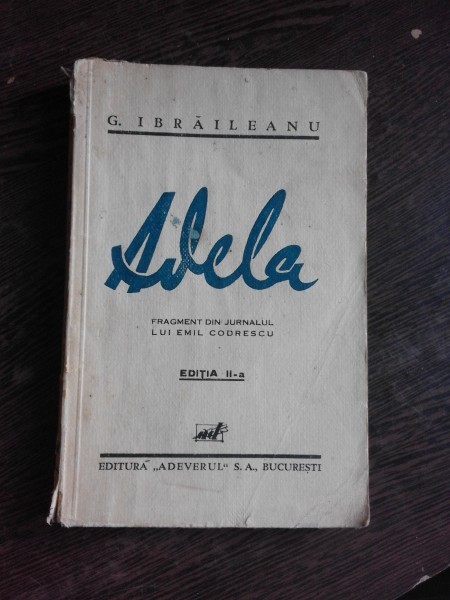 G. IBRĂILEANU
Adela
FRAGMENT DIN JURNALUL
LUI EMIL CODRESCU
EDIȚIA II-a
EDITURA „ADEVERUL" S. A., BUCUREȘTI